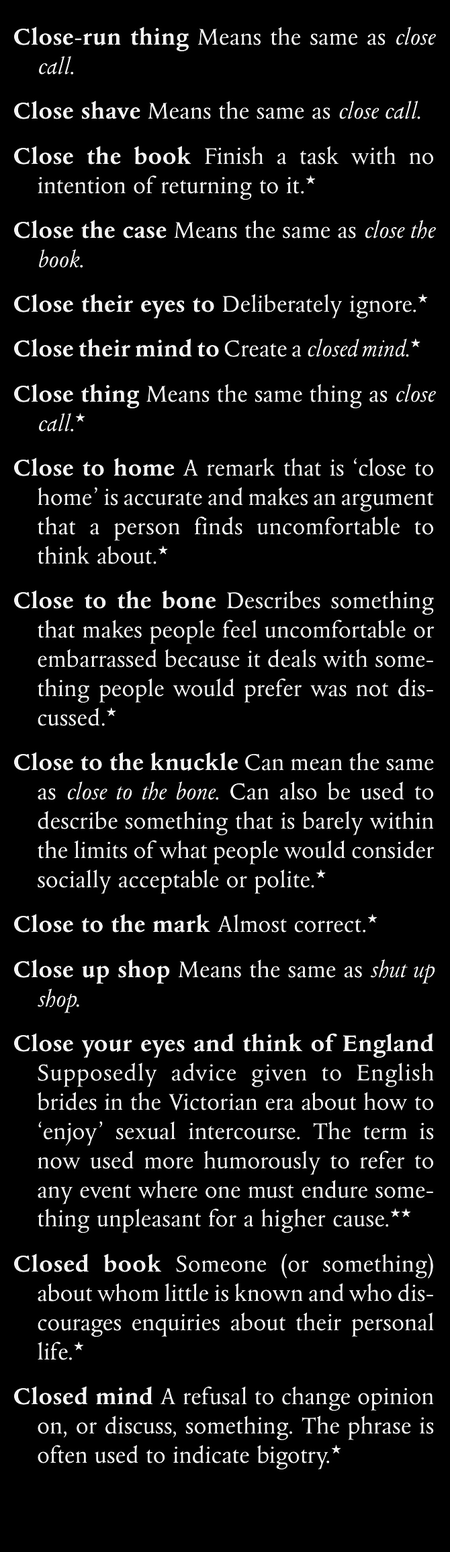 Close-run thing Means the same as close
call.
Close shave Means the same as close call.
Close the book Finish a task with no
intention of returning to it.★
Close the case Means the same as close the
book.
Close their eyes to Deliberately ignore.★
Close their mind to Create a closed mind.★
Close thing Means the same thing as close
call.★
Close to home A remark that is ‘close to
home’ is accurate and makes an argument
that a person finds uncomfortable to
think about.★
Close to the bone Describes something
that makes people feel uncomfortable or
embarrassed because it deals with some-
thing people would prefer was not dis-
cussed.★
Close to the knuckle Can mean the same
as close to the bone. Can also be used to
describe something that is barely within
the limits of what people would consider
socially acceptable or polite.★
Close to the mark Almost correct.★
Close up shop Means the same as shut up
shop.
Close your eyes and think of England
Supposedly advice given to English
brides in the Victorian era about how to
‘enjoy’ sexual intercourse. The term is
now used more humorously to refer to
any event where one must endure some-
thing unpleasant for a higher cause.★★
Closed book Someone (or something)
about whom little is known and who dis-
courages enquiries about their personal
life.★
Closed mind A refusal to change opinion
on, or discuss, something. The phrase is
often used to indicate bigotry.★